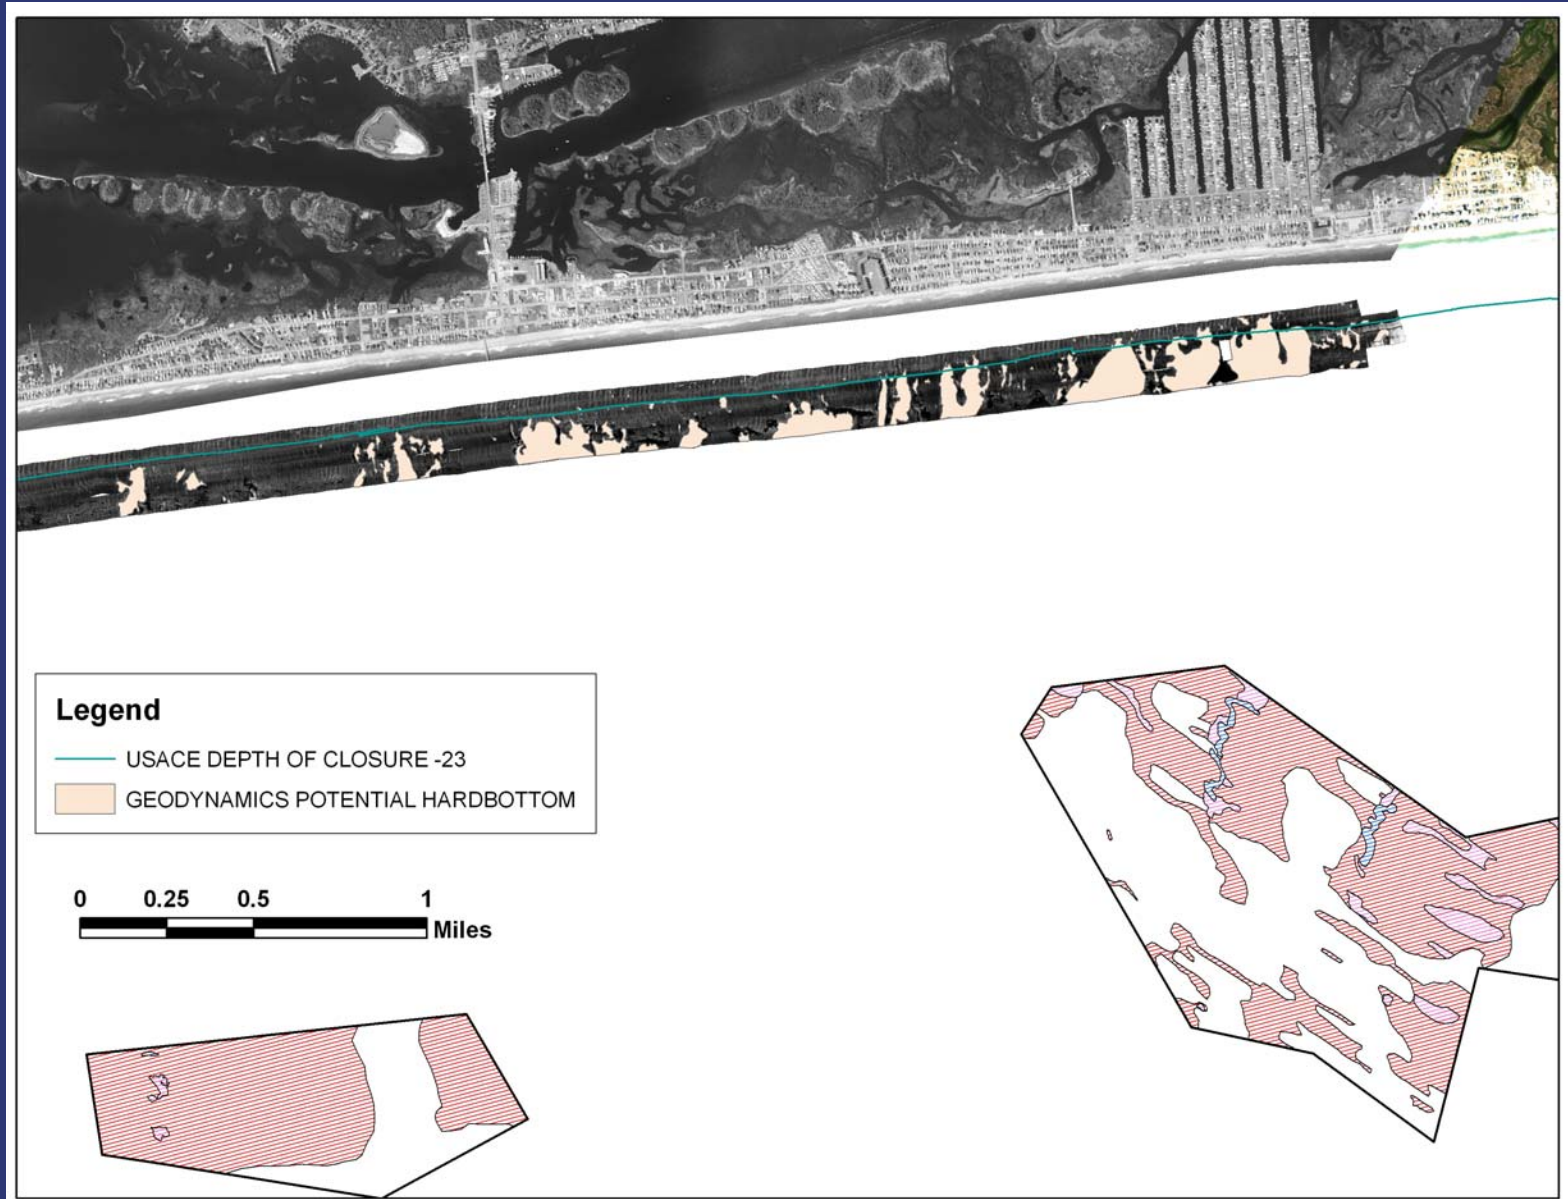 Legend
USACE DEPTH OF CLOSURE -23
GEODYNAMICS POTENTIAL HARDBOTTOM
0 0.25 0.5 1
Miles